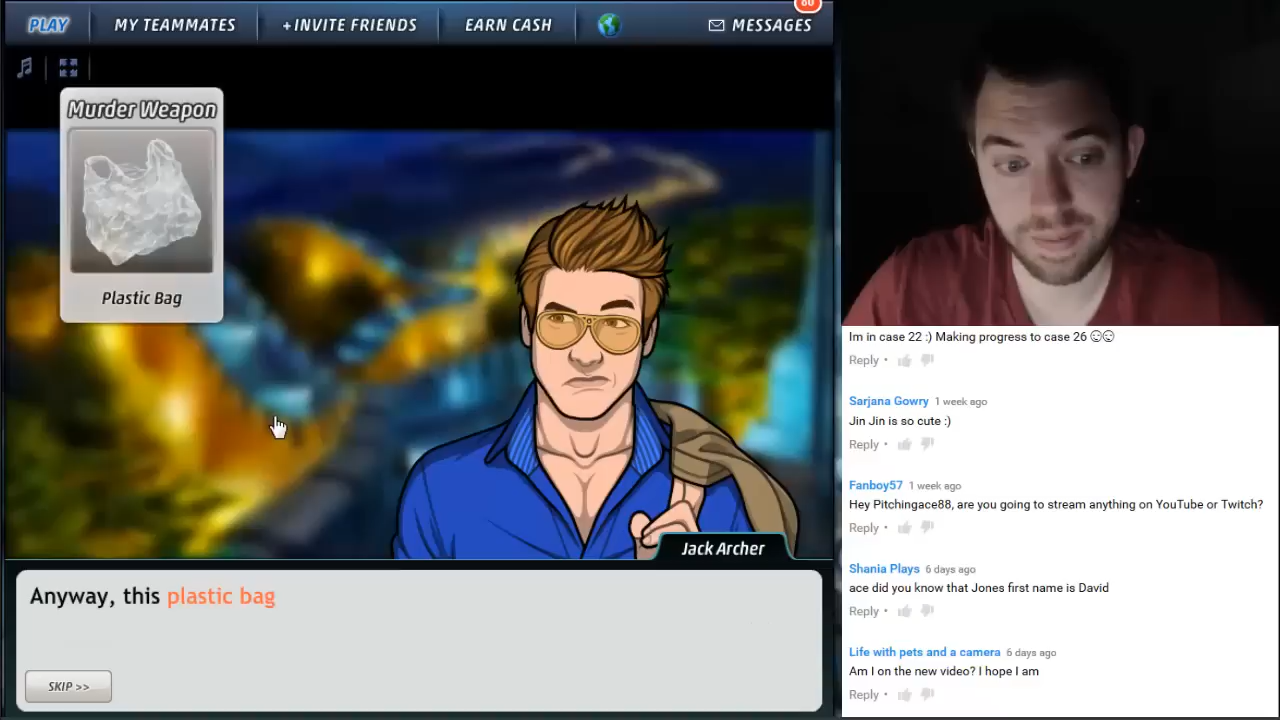 PLAY
MY TEAMMATES
+INVITE FRIENDS
EARN CASH
MESSAGES
60
Murder Weapon
Plastic Bag
Jack Archer
Anyway, this plastic bag
SKIP >>
Im in case 22 :) Making progress to case 26
Reply •
Sarjana Gowry 1 week ago
Jin Jin is so cute :)
Reply •
Fanboy57 1 week ago
Hey Pitchingace88, are you going to stream anything on YouTube or Twitch?
Reply •
Shania Plays 6 days ago
ace did you know that Jones first name is David
Reply •
Life with pets and a camera 6 days ago
Am I on the new video? I hope I am
Reply •